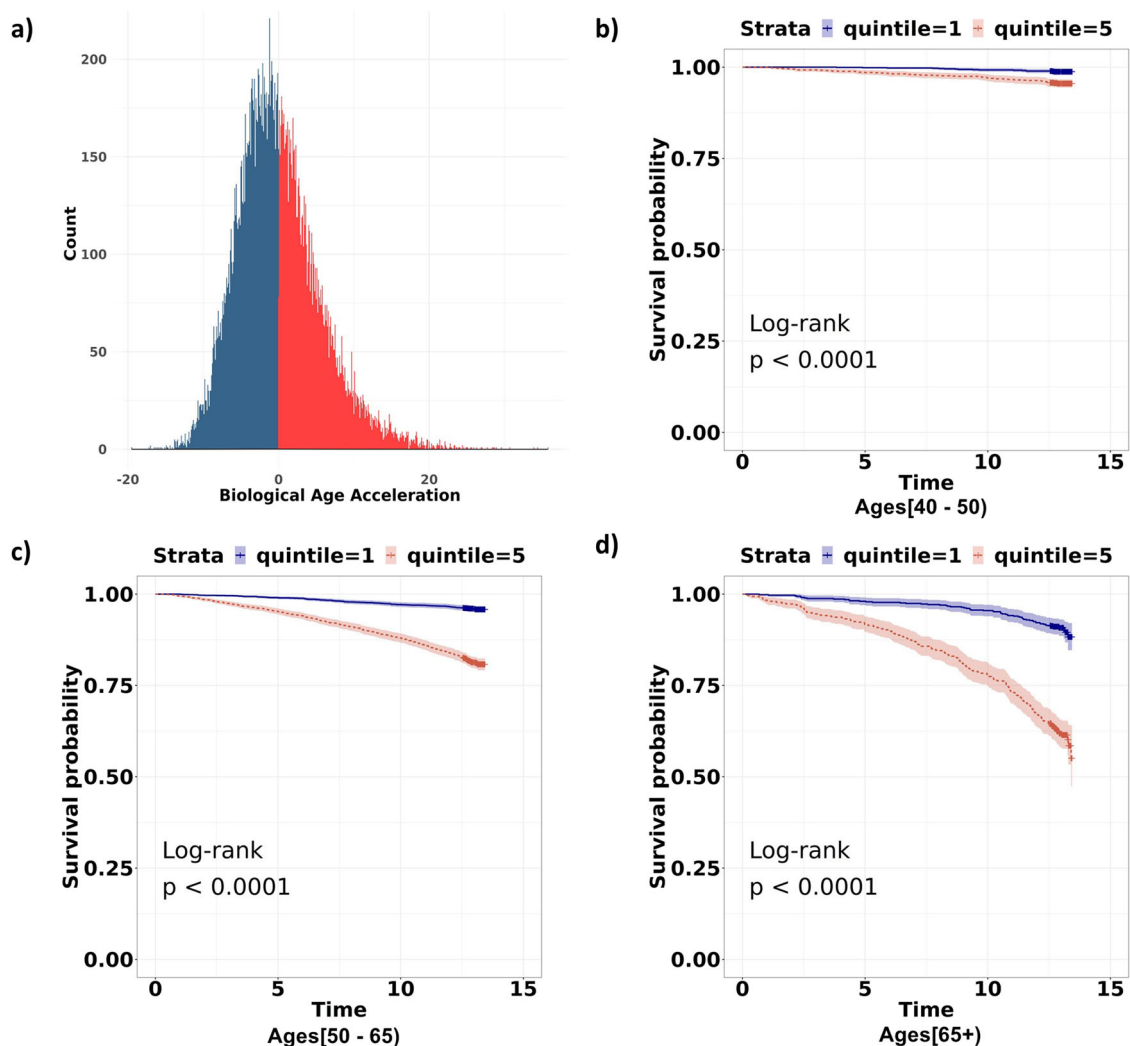 a)
200
150
100
50
0
Count
-20 0 20
Biological Age Acceleration
b)
Strata quintile=1 quintile=5
1.00
0.75
0.50
0.25
0.00
Survival probability
Log-rank
p < 0.0001
0 5 10 15
Time
Ages[40 - 50)
c)
Strata quintile=1 quintile=5
1.00
0.75
0.50
0.25
0.00
Survival probability
Log-rank
p < 0.0001
0 5 10 15
Time
Ages[50 - 65)
d)
Strata quintile=1 quintile=5
1.00
0.75
0.50
0.25
0.00
Survival probability
Log-rank
p < 0.0001
0 5 10 15
Time
Ages[65+)